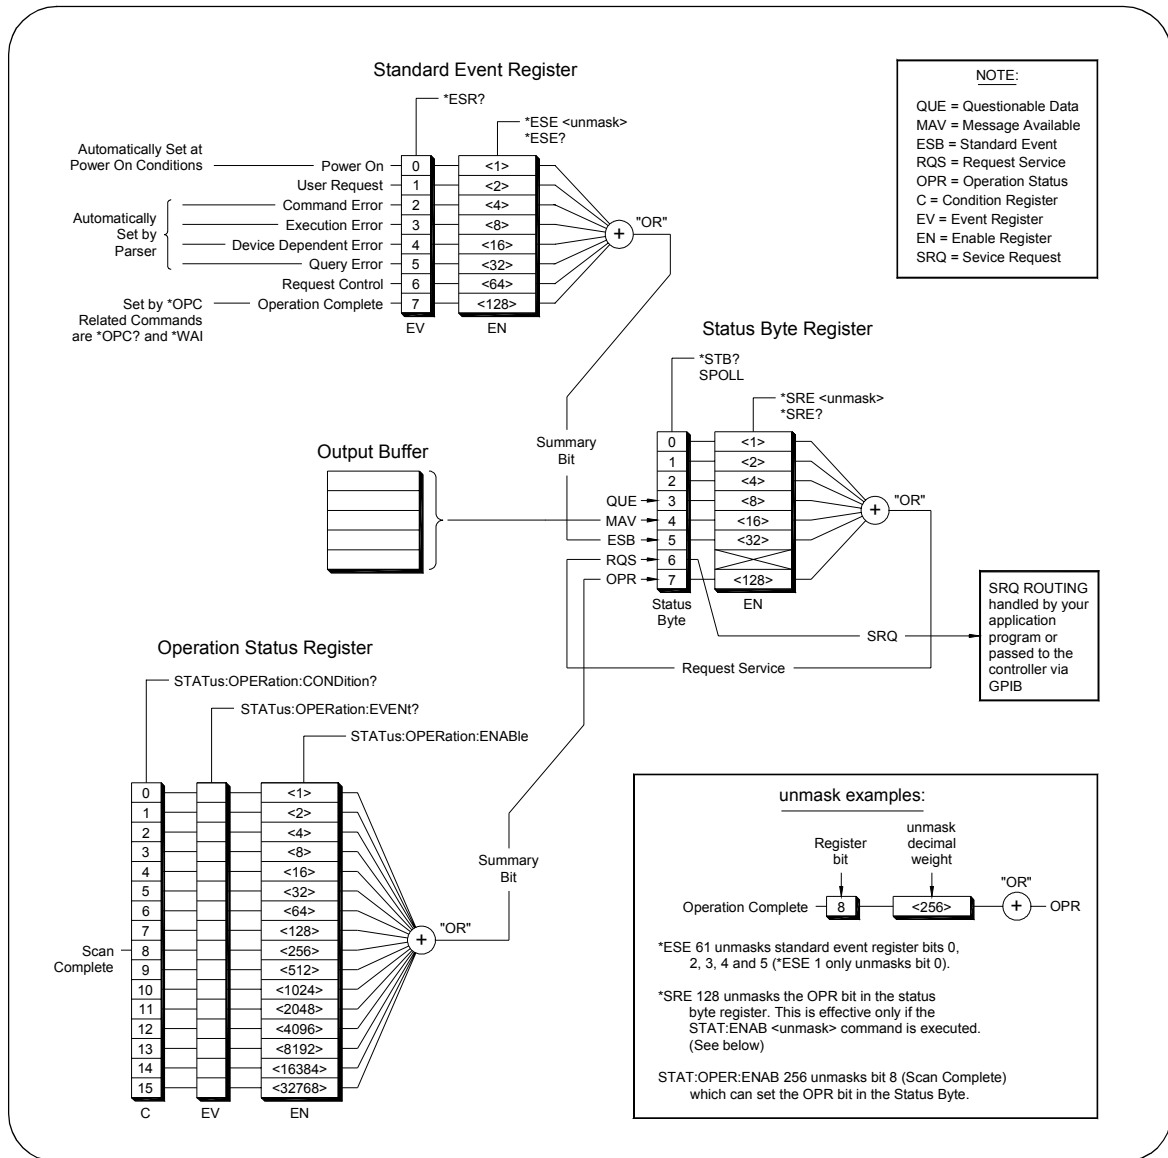 Standard Event Register
*ESR?
*ESE <unmask>
*ESE?
Automatically Set at
Power On Conditions
Power On 0 <1>
User Request 1 <2>
Command Error 2 <4>
Execution Error 3 <8>
Device Dependent Error 4 <16>
Query Error 5 <32>
Request Control 6 <64>
Operation Complete 7 <128>
Automatically
Set by
Parser
Set by *OPC
Related Commands
are *OPC? and *WAI
EV EN
+ "OR"
NOTE:
QUE = Questionable Data
MAV = Message Available
ESB = Standard Event
RQS = Request Service
OPR = Operation Status
C = Condition Register
EV = Event Register
EN = Enable Register
SRQ = Sevice Request
Status Byte Register
*STB?
SPOLL
*SRE <unmask>
*SRE?
Summary
Bit
Output Buffer
0 <1>
1 <2>
2 <4>
QUE 3 <8>
MAV 4 <16>
ESB 5 <32>
RQS 6
OPR 7 <128>
Status
Byte
EN
+ "OR"
SRQ
Request Service
SRQ ROUTING
handled by your
application
program or
passed to the
controller via
GPIB
Operation Status Register
STATus:OPERation:CONDition?
STATus:OPERation:EVENt?
STATus:OPERation:ENABle
0 <1>
1 <2>
2 <4>
3 <8>
4 <16>
5 <32>
6 <64>
7 <128>
8 <256>
9 <512>
10 <1024>
11 <2048>
12 <4096>
13 <8192>
14 <16384>
15 <32768>
Scan
Complete
C EV EN
+ "OR"
Summary
Bit
unmask examples:
Register
bit
unmask
decimal
weight
"OR"
Operation Complete 8 <256> + OPR
*ESE 61 unmasks standard event register bits 0,
2, 3, 4 and 5 (*ESE 1 only unmasks bit 0).
*SRE 128 unmasks the OPR bit in the status
byte register. This is effective only if the
STAT:ENAB <unmask> command is executed.
(See below)
STAT:OPER:ENAB 256 unmasks bit 8 (Scan Complete)
which can set the OPR bit in the Status Byte.